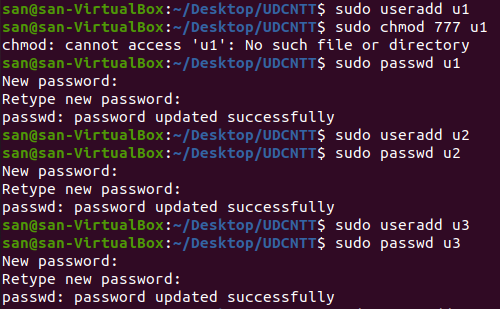 san@san-VirtualBox:~/Desktop/UDCNTT$ sudo useradd u1
san@san-VirtualBox:~/Desktop/UDCNTT$ sudo chmod 777 u1
chmod: cannot access 'u1': No such file or directory
san@san-VirtualBox:~/Desktop/UDCNTT$ sudo passwd u1
New password:
Retype new password:
passwd: password updated successfully
san@san-VirtualBox:~/Desktop/UDCNTT$ sudo useradd u2
san@san-VirtualBox:~/Desktop/UDCNTT$ sudo passwd u2
New password:
Retype new password:
passwd: password updated successfully
san@san-VirtualBox:~/Desktop/UDCNTT$ sudo useradd u3
san@san-VirtualBox:~/Desktop/UDCNTT$ sudo passwd u3
New password:
Retype new password:
passwd: password updated successfully